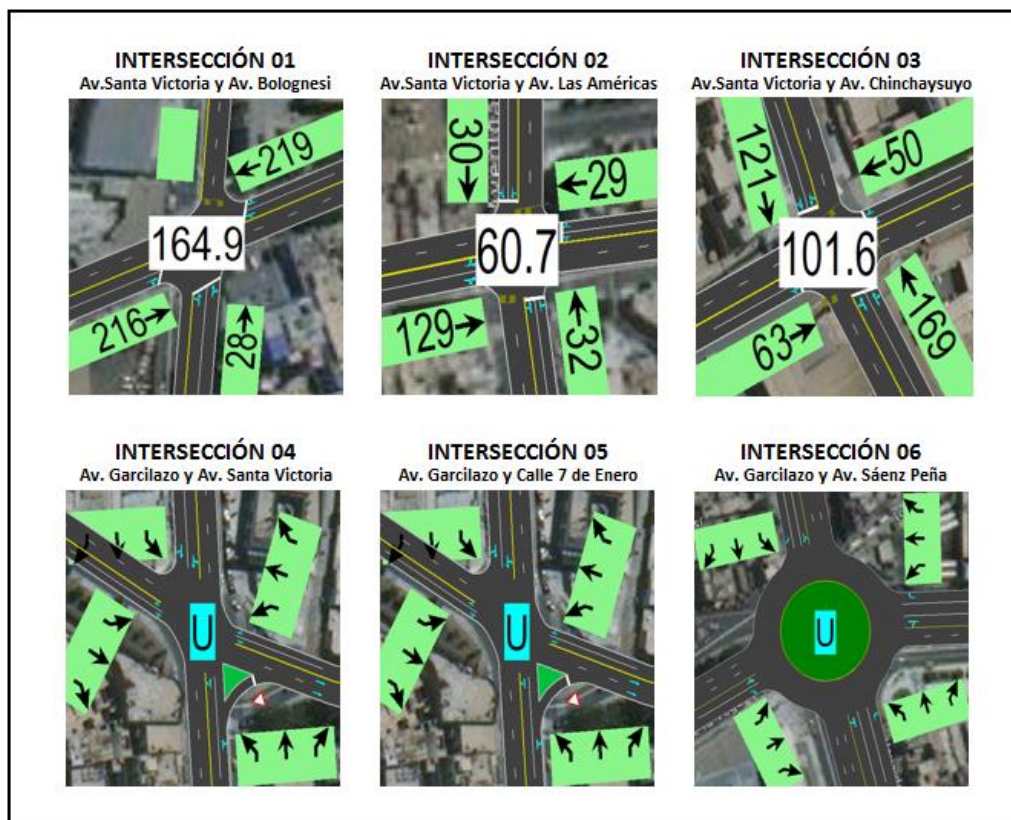 INTERSECCIÓN 01
Av.Santa Victoria y Av. Bolognesi
219
164.9
216
28
INTERSECCIÓN 02
Av.Santa Victoria y Av. Las Américas
30
29
60.7
129
32
INTERSECCIÓN 03
Av.Santa Victoria y Av. Chinchaysuyo
121
50
101.6
63
169
INTERSECCIÓN 04
Av. Garcilazo y Av. Santa Victoria
U
INTERSECCIÓN 05
Av. Garcilazo y Calle 7 de Enero
U
INTERSECCIÓN 06
Av. Garcilazo y Av. Sáenz Peña
U